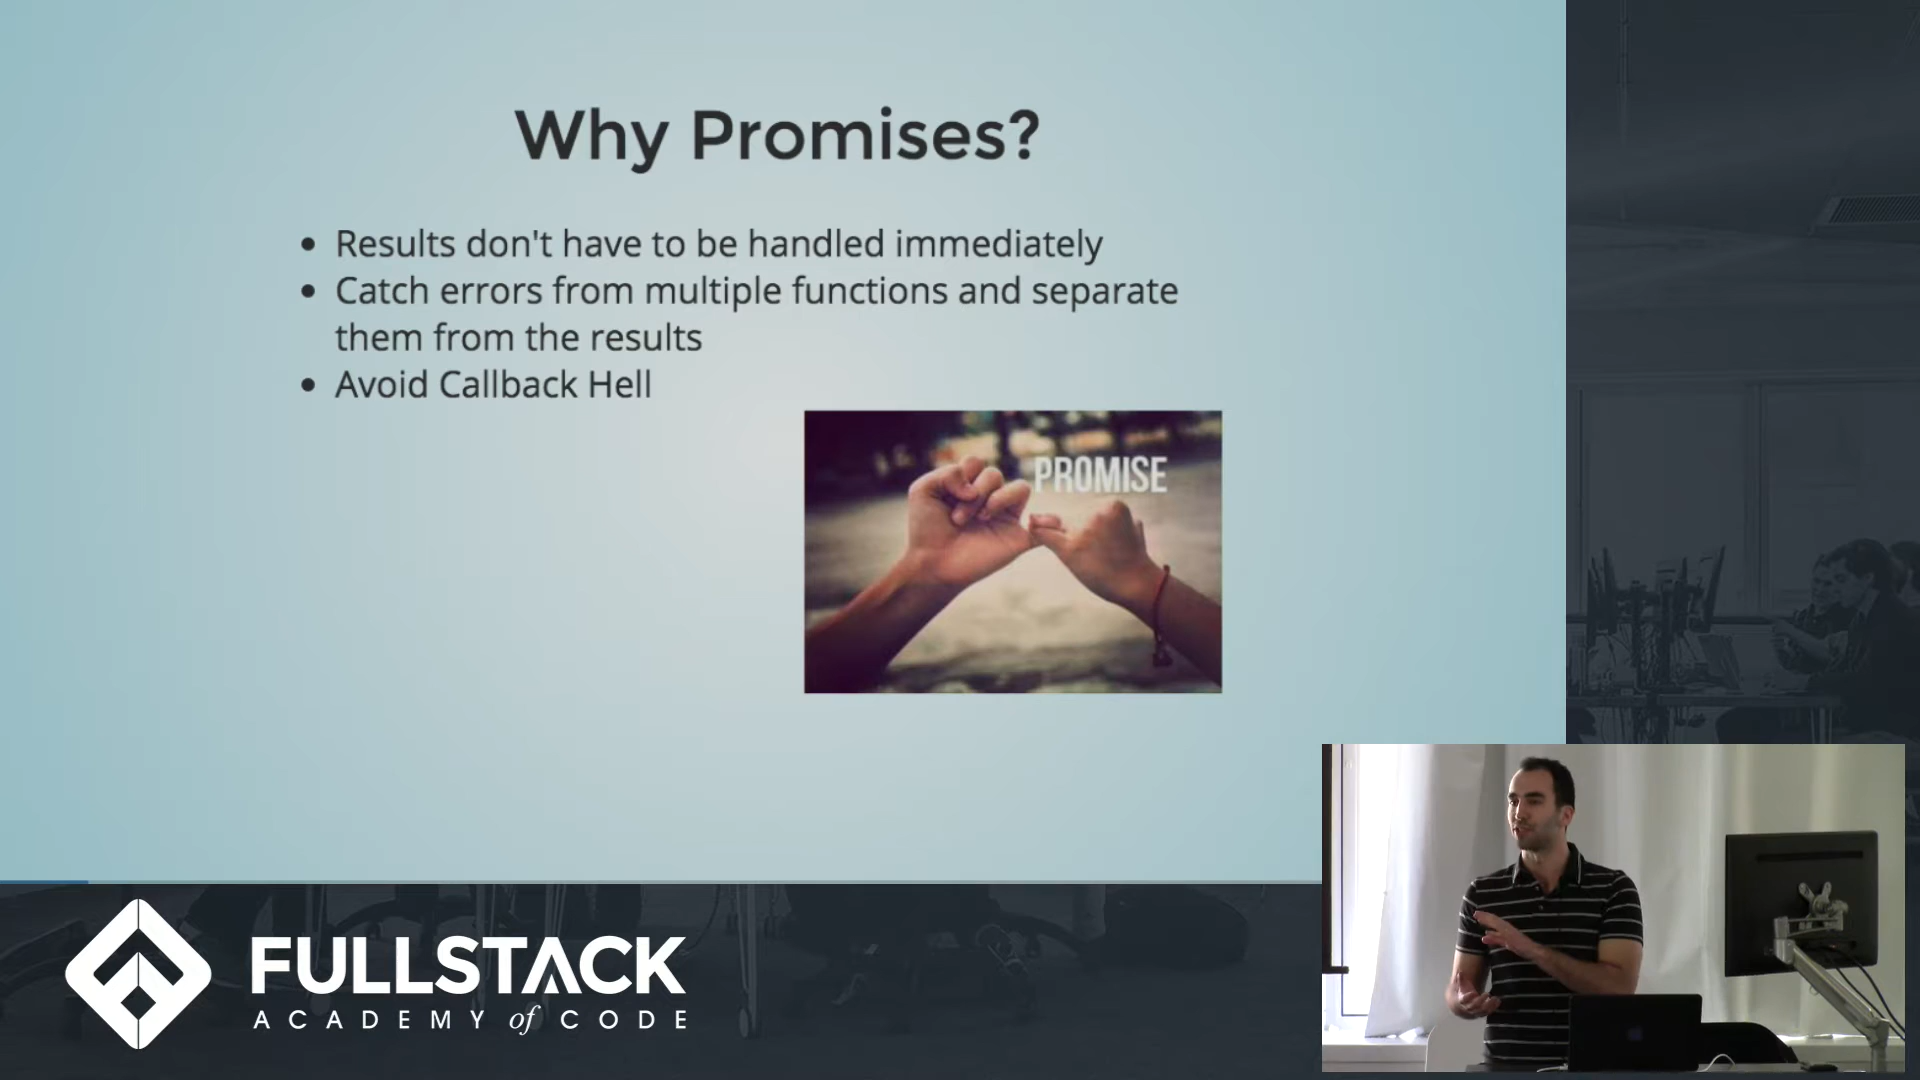 Why Promises?
• Results don't have to be handled immediately
• Catch errors from multiple functions and separate
them from the results
• Avoid Callback Hell
PROMISE
FULLSTACK
ACADEMY of CODE